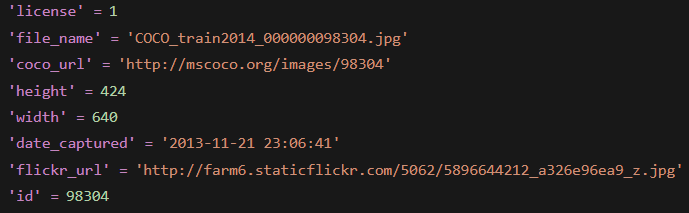 'license' = 1
'file_name' = 'COCO_train2014_000000098304.jpg'
'coco_url' = 'http://mscoco.org/images/98304'
'height' = 424
'width' = 640
'date_captured' = '2013-11-21 23:06:41'
'flickr_url' = 'http://farm6.staticflickr.com/5062/5896644212_a326e96ea9_z.jpg'
'id' = 98304